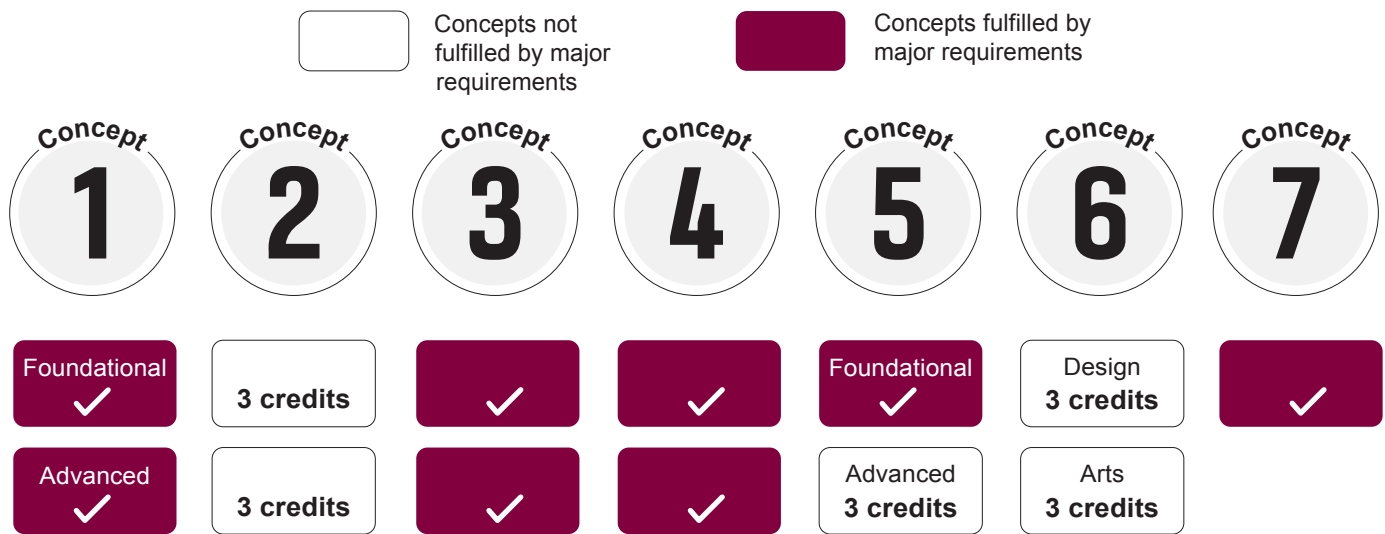 Concepts not
fulfilled by major
requirements
Concepts fulfilled by
major requirements
Concept
1
Concept
2
Concept
3
Concept
4
Concept
5
Concept
6
Concept
7
Foundational
3 credits
Foundational
Design
3 credits
Advanced
3 credits
Advanced
3 credits
Arts
3 credits